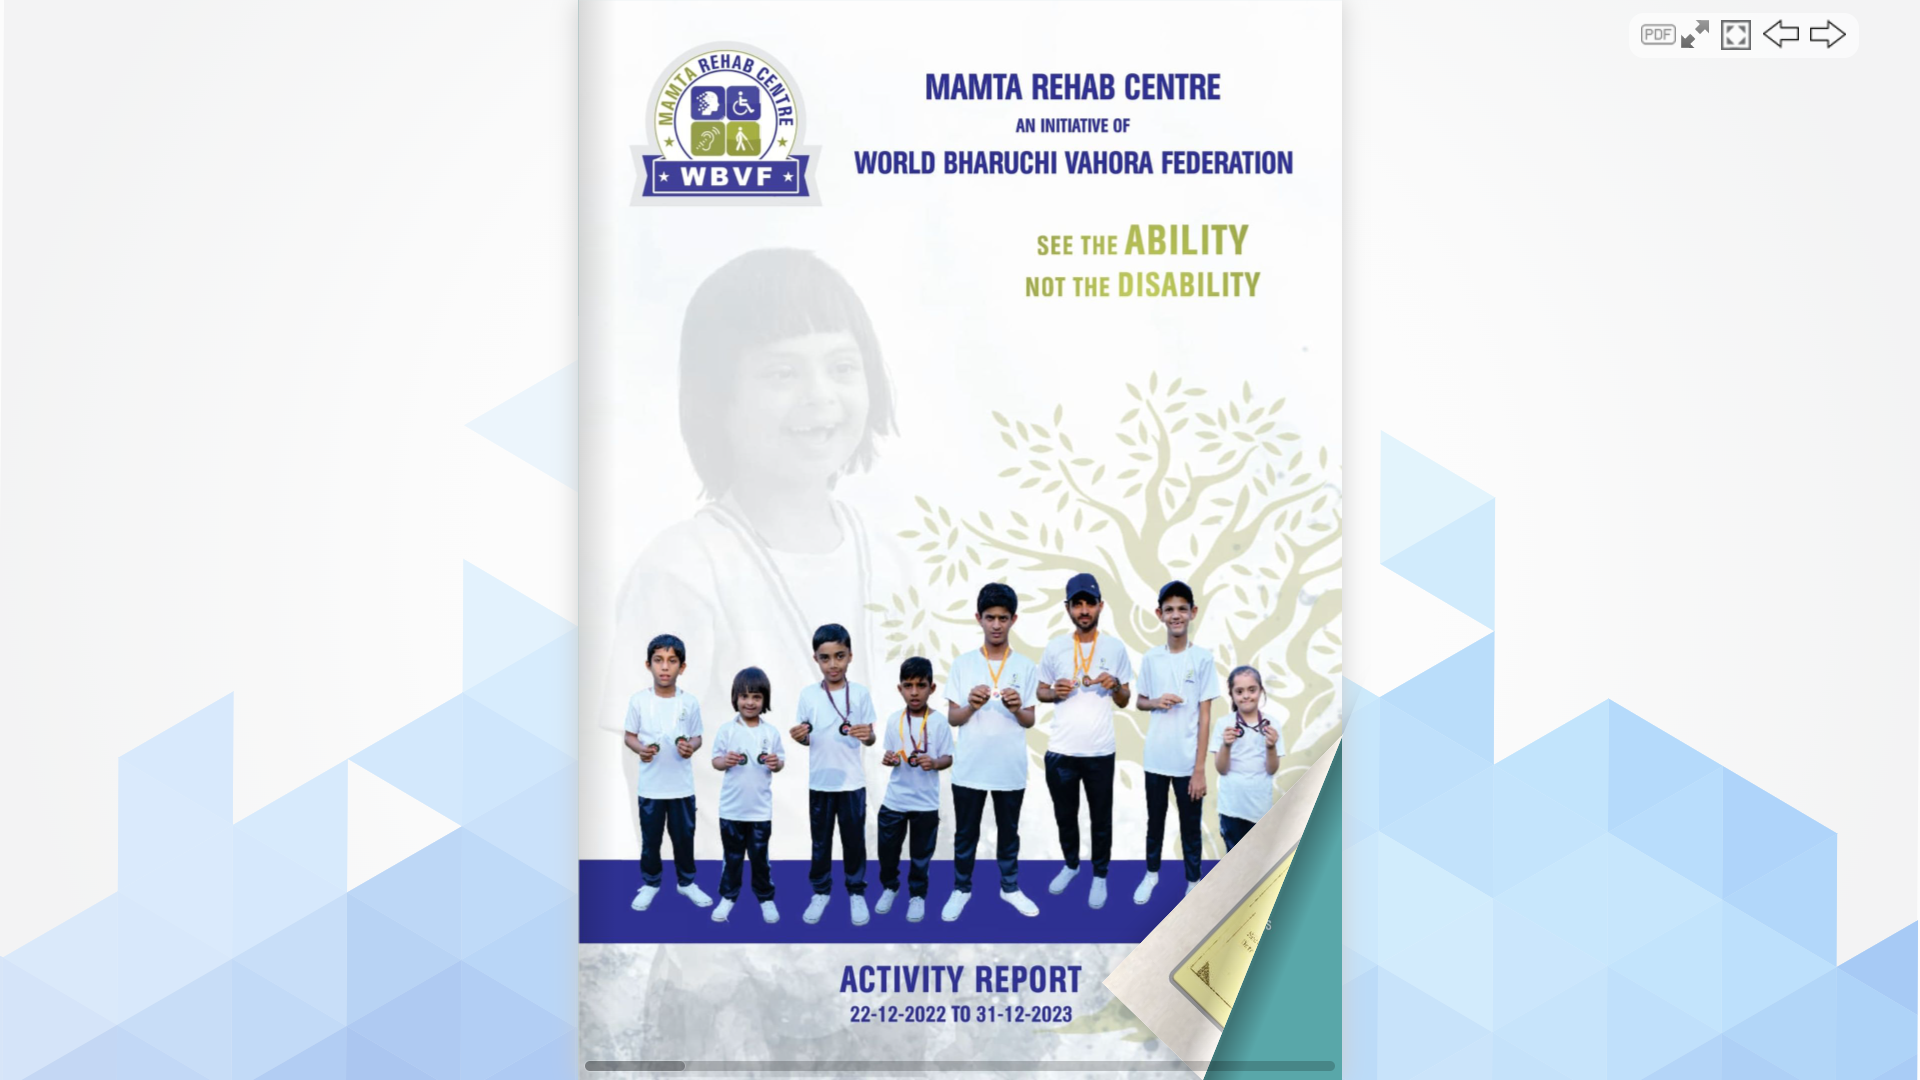 MAMTA REHAB CENTRE
WBVF
MAMTA REHAB CENTRE
AN INITIATIVE OF
WORLD BHARUCHI VAHORA FEDERATION
SEE THE ABILITY
NOT THE DISABILITY
ACTIVITY REPORT
22-12-2022 TO 31-12-2023
PDF